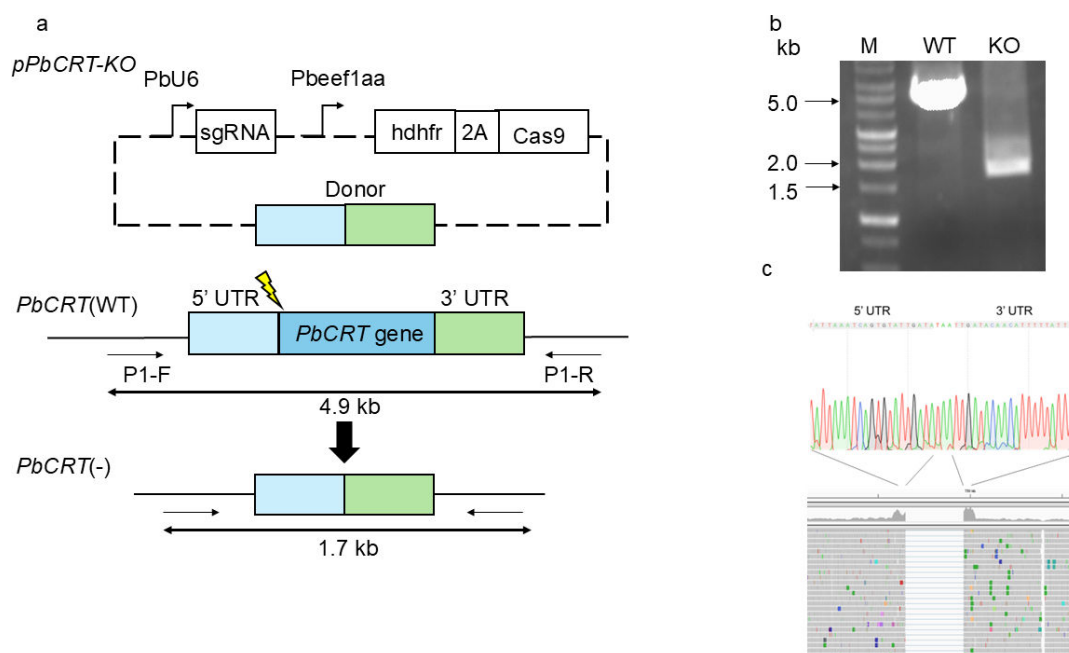 a
pPbCRT-KO
PbU6
Pbeef1aa
sgRNA
hdhfr
2A
Cas9
Donor
PbCRT(WT)
5' UTR
3' UTR
PbCRT gene
P1-F
P1-R
4.9 kb
PbCRT(-)
1.7 kb
b
kb
M
WT
KO
5.0
2.0
1.5
c
5' UTR
3' UTR